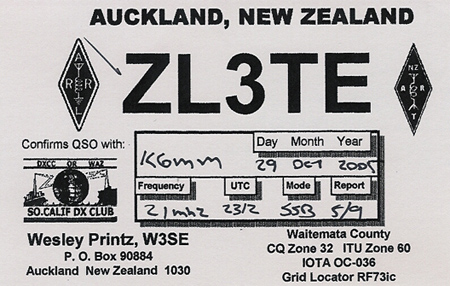 AUCKLAND, NEW ZEALAND
A
R R
L
ZL3TE
NZ
A R
T
Confirms QSO with:
DXCC OR WAZ
SO.CALIF DX CLUB
Day Month Year
K6mm 29 Oct 2005
Frequency UTC Mode Report
21mhz 2312 SSB 5/9
Wesley Printz, W3SE
P. O. Box 90884
Auckland New Zealand 1030
Waitemata County
CQ Zone 32 ITU Zone 60
IOTA OC-036
Grid Locator RF73ic